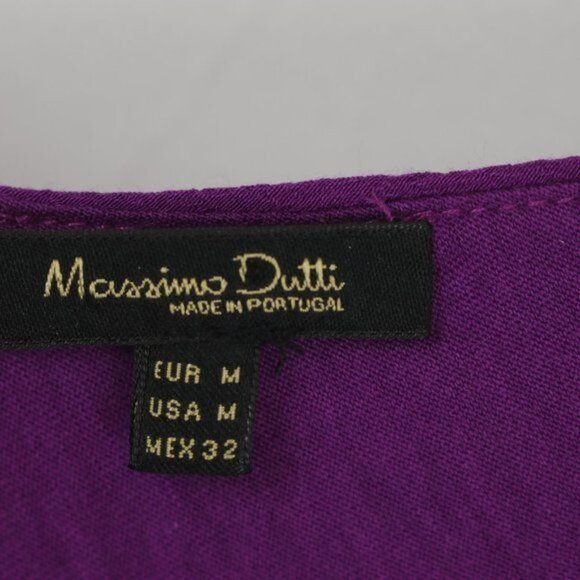 Massimo Dutti
MADE IN PORTUGAL
EUR M
USA M
MEX 32